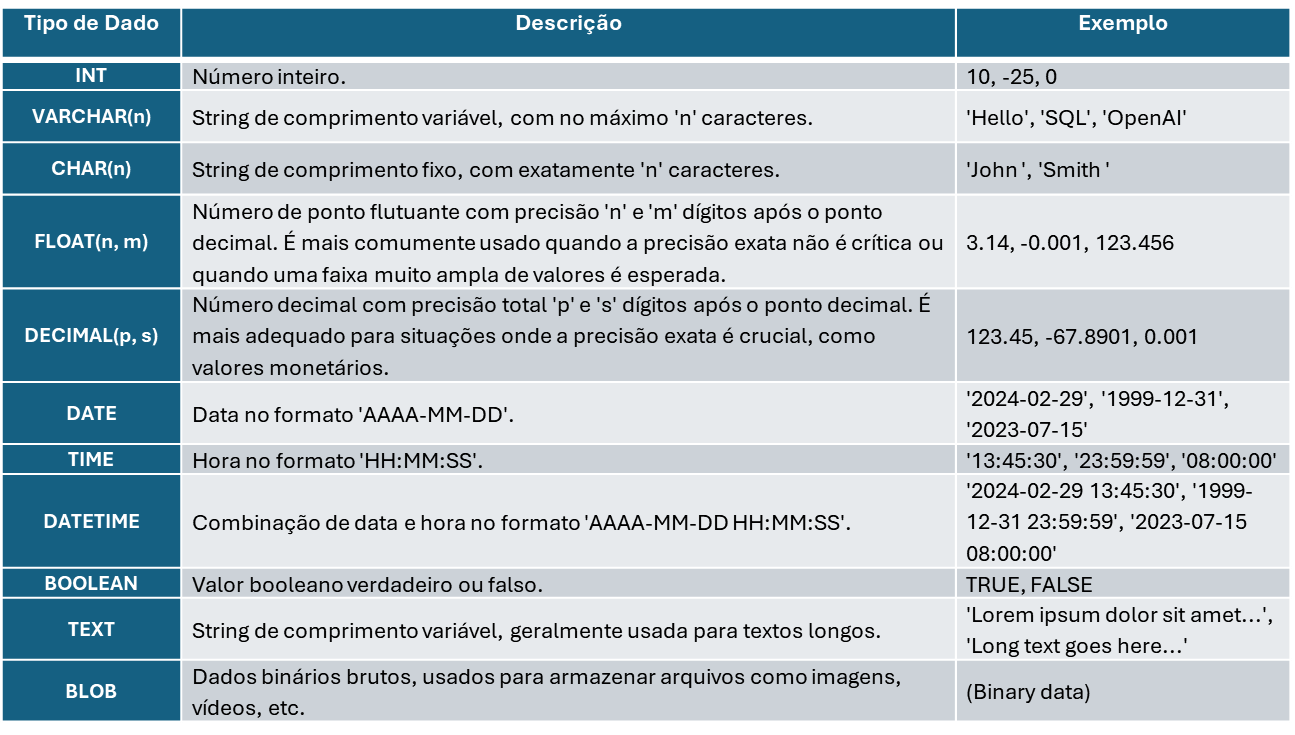 Tipo de Dado Descrição Exemplo
INT Número inteiro. 10, -25, 0
VARCHAR(n) String de comprimento variável, com no máximo 'n' caracteres. 'Hello', 'SQL', 'OpenAI'
CHAR(n) String de comprimento fixo, com exatamente 'n' caracteres. 'John ', 'Smith '
FLOAT(n, m)
Número de ponto flutuante com precisão 'n' e 'm' dígitos após o ponto
decimal. É mais comumente usado quando a precisão exata não é crítica ou
quando uma faixa muito ampla de valores é esperada.
3.14, -0.001, 123.456
DECIMAL(p, s)
Número decimal com precisão total 'p' e 's' dígitos após o ponto decimal. É
mais adequado para situações onde a precisão exata é crucial, como
valores monetários.
123.45, -67.8901, 0.001
DATE
Data no formato 'AAAA-MM-DD'.
'2024-02-29', '1999-12-31',
'2023-07-15'
TIME Hora no formato 'HH:MM:SS'. '13:45:30', '23:59:59', '08:00:00'
DATETIME
Combinação de data e hora no formato 'AAAA-MM-DD HH:MM:SS'.
'2024-02-29 13:45:30', '1999-
12-31 23:59:59', '2023-07-15
08:00:00'
BOOLEAN Valor booleano verdadeiro ou falso. TRUE, FALSE
TEXT
String de comprimento variável, geralmente usada para textos longos.
'Lorem ipsum dolor sit amet...',
'Long text goes here...'
BLOB
Dados binários brutos, usados para armazenar arquivos como imagens,
vídeos, etc.
(Binary data)